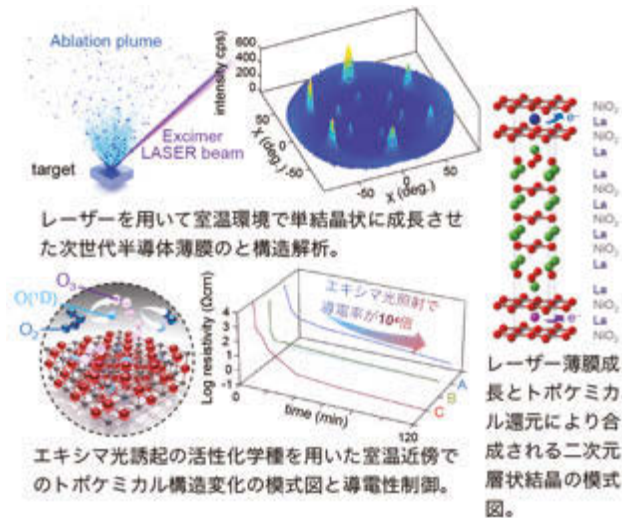 Ablation plume
target
Excimer
LASER beam
intensity cps)
600
400
200
0
50
0
-50
χ (deg.)
-50
0
50
χ (deg.)
レーザーを用いて室温環境で単結晶状に成長させ
た次世代半導体薄膜のと構造解析。
O₃
O(¹D)
O₂
Log resistivity (Ωcm)
4
3
2
1
0
-1
0
time (min)
120
エキシマ光照射で
導電率が10⁶倍
A
B
C
エキシマ光誘起の活性化学種を用いた室温近傍で
のトポケミカル構造変化の模式図と導電性制御。
NiO₂
e⁻
La
NiO₂
La
La
NiO₂
La
NiO₂
La
NiO₂
La
NiO₂
La
La
NiO₂
e⁻
La
NiO₂
レーザー薄膜成
長とトポケミカ
ル還元により合
成される二次元
層状結晶の模式
図。